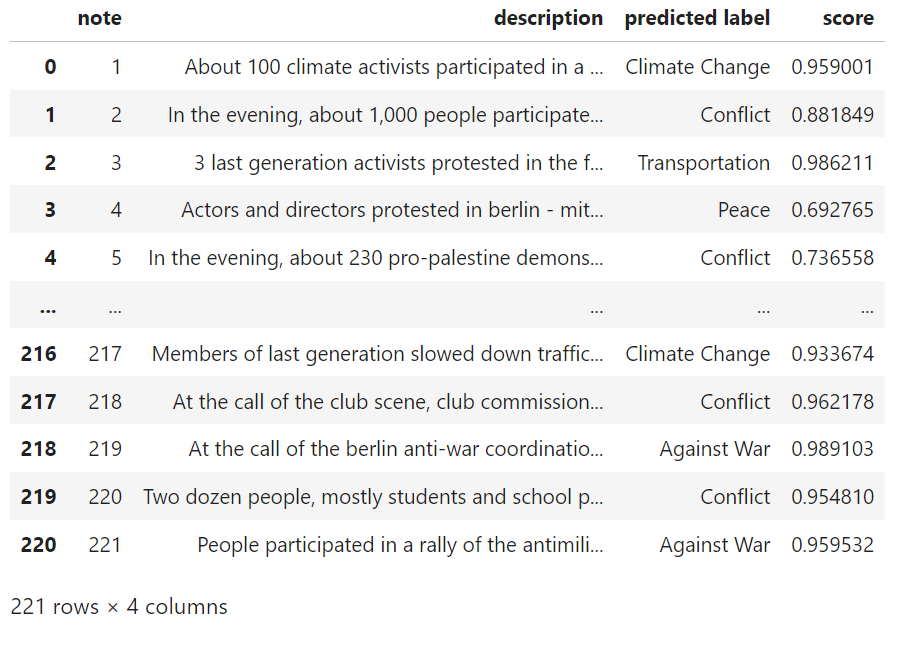 note description predicted label score
0 1 About 100 climate activists participated in a ... Climate Change 0.959001
1 2 In the evening, about 1,000 people participate... Conflict 0.881849
2 3 3 last generation activists protested in the f... Transportation 0.986211
3 4 Actors and directors protested in berlin - mit... Peace 0.692765
4 5 In the evening, about 230 pro-palestine demons... Conflict 0.736558
... ... ... ... ...
216 217 Members of last generation slowed down traffic... Climate Change 0.933674
217 218 At the call of the club scene, club commission... Conflict 0.962178
218 219 At the call of the berlin anti-war coordinatio... Against War 0.989103
219 220 Two dozen people, mostly students and school p... Conflict 0.954810
220 221 People participated in a rally of the antimili... Against War 0.959532
221 rows × 4 columns